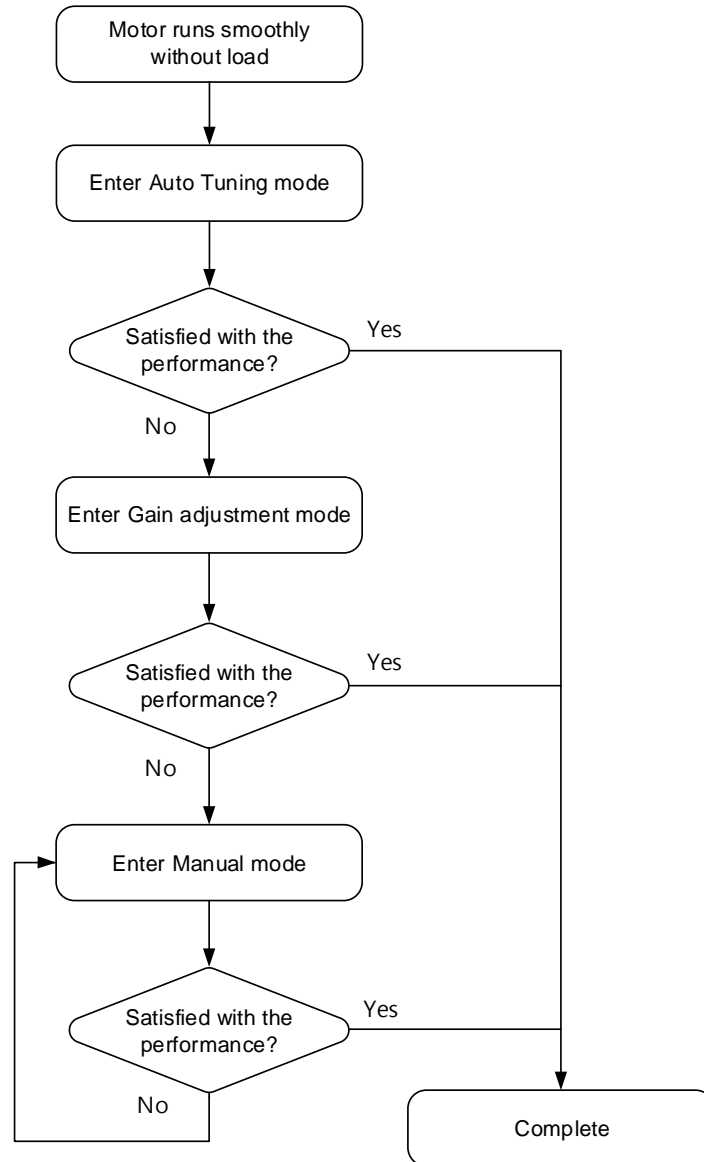 Motor runs smoothly
without load
Enter Auto Tuning mode
Satisfied with the
performance?
Yes
No
Enter Gain adjustment mode
Satisfied with the
performance?
Yes
No
Enter Manual mode
Satisfied with the
performance?
Yes
No
Complete